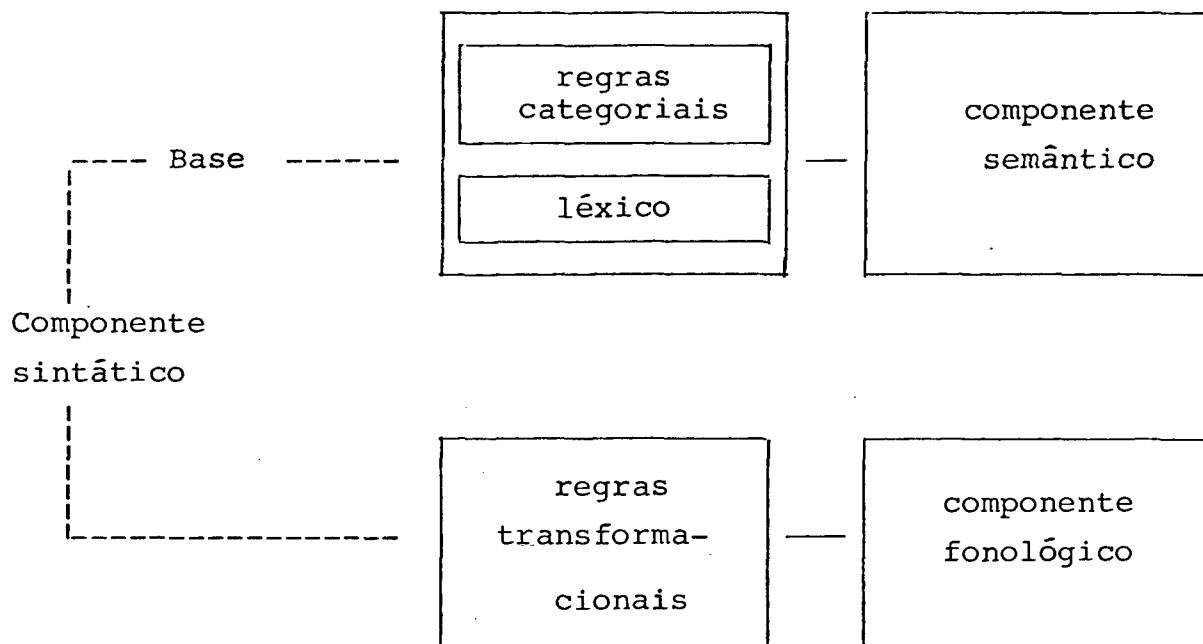 regras
categoriais
léxico
Base
componente
semântico
Componente
sintático
regras
transforma-
cionais
componente
fonológico